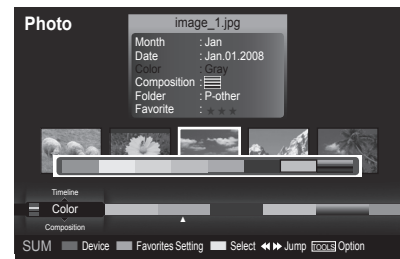 Photo
image_1.jpg
Month : Jan
Date : Jan.01.2008
Color : Gray
Composition :
Folder : P-other
Favorite : ★ ★ ★
Timeline
Color
Composition
SUM Device Favorites Setting Select ◀◀ ▶▶ Jump TOOLS Option